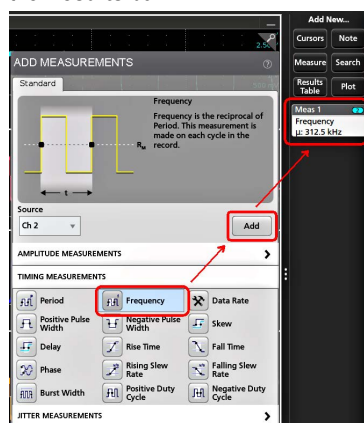 Add New...
Cursors Note
Measure Search
Results Table Plot
Meas 1
Frequency
μ: 312.5 kHz
ADD MEASUREMENTS
Standard
Frequency
Frequency is the reciprocal of
Period. This measurement is
made on each cycle in the
record.
t
Source
Ch 2
Add
AMPLITUDE MEASUREMENTS
TIMING MEASUREMENTS
Period Frequency Data Rate
Positive Pulse Width Negative Pulse Width Skew
Delay Rise Time Fall Time
Phase Rising Slew Rate Falling Slew Rate
Burst Width Positive Duty Cycle Negative Duty Cycle
JITTER MEASUREMENTS